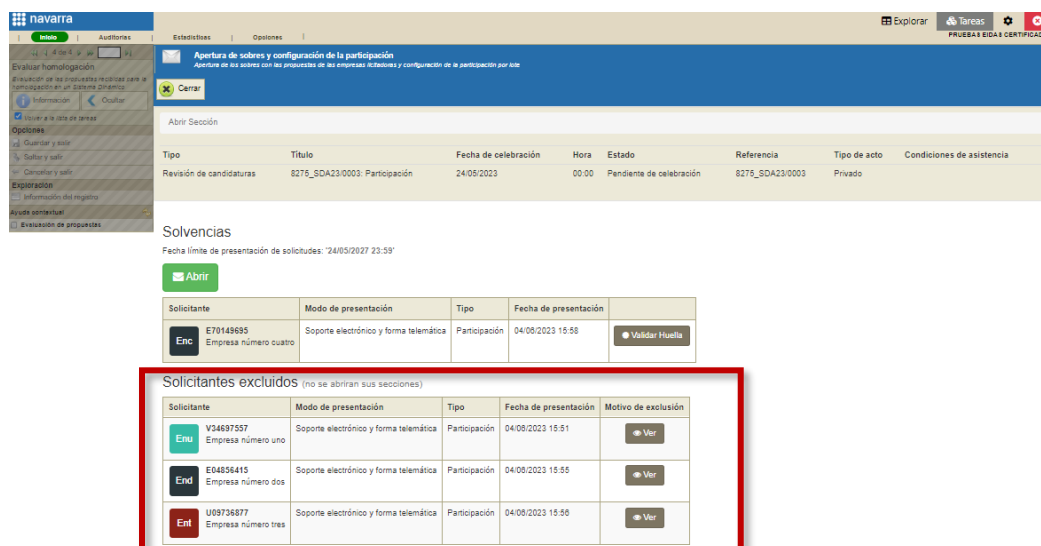 navarra
Explorar
Tareas
PRUEBAS EIDAS CERTIFICAD
| Inicio | Auditorías | Estadísticas | Opciones |
4 de 4
Evaluar homologación
Evaluación de las propuestas recibidas para la
homologación en un Sistema Dinámico
Información
Ocultar
Volver a la lista de tareas
Opciones
Guardar y salir
Soltar y salir
Cancelar y salir
Exploración
Información del registro
Ayuda contextual
Evaluación de propuestas
Apertura de sobres y configuración de la participación
Apertura de los sobres con las propuestas de las empresas licitadoras y configuración de la participación por lote
Cerrar
Abrir Sección
Tipo Título Fecha de celebración Hora Estado Referencia Tipo de acto Condiciones de asistencia
Revisión de candidaturas 8275_SDA23/0003: Participación 24/05/2023 00:00 Pendiente de celebración 8275_SDA23/0003 Privado
Solvencias
Fecha límite de presentación de solicitudes: '24/05/2027 23:59'
Abrir
Solicitante Modo de presentación Tipo Fecha de presentación
Enc E70149695 Soporte electrónico y forma telemática Participación 04/06/2023 15:58 Validar Huella
Empresa número cuatro
Solicitantes excluidos (no se abriran sus secciones)
Solicitante Modo de presentación Tipo Fecha de presentación Motivo de exclusión
Enu V34697557 Soporte electrónico y forma telemática Participación 04/06/2023 15:51 Ver
Empresa número uno
End E04856415 Soporte electrónico y forma telemática Participación 04/06/2023 15:55 Ver
Empresa número dos
Ent U09736877 Soporte electrónico y forma telemática Participación 04/06/2023 15:56 Ver
Empresa número tres